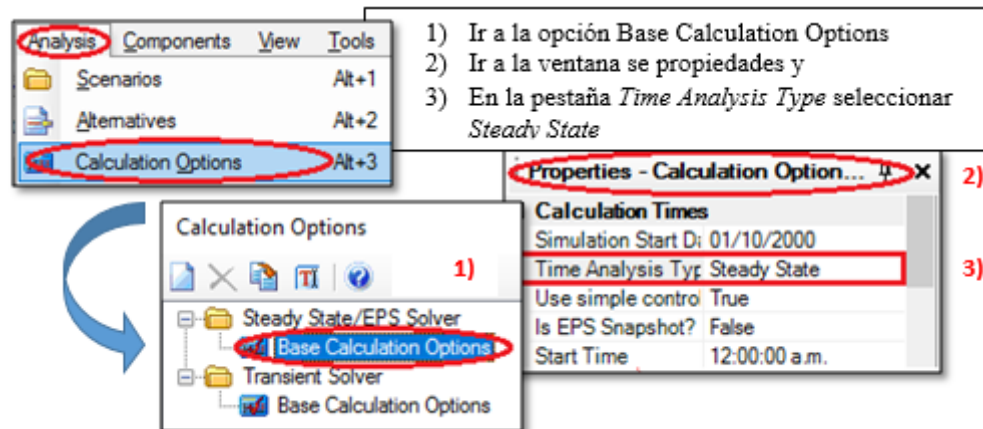 Analysis Components View Tools
Scenarios Alt+1
Alternatives Alt+2
Calculation Options Alt+3
1) Ir a la opción Base Calculation Options
2) Ir a la ventana se propiedades y
3) En la pestaña Time Analysis Type seleccionar
Steady State
Calculation Options
1)
Steady State/EPS Solver
Base Calculation Options
Transient Solver
Base Calculation Options
Properties - Calculation Option... 2)
Calculation Times
Simulation Start Da 01/10/2000
Time Analysis Typ Steady State 3)
Use simple control True
Is EPS Snapshot? False
Start Time 12:00:00 a.m.